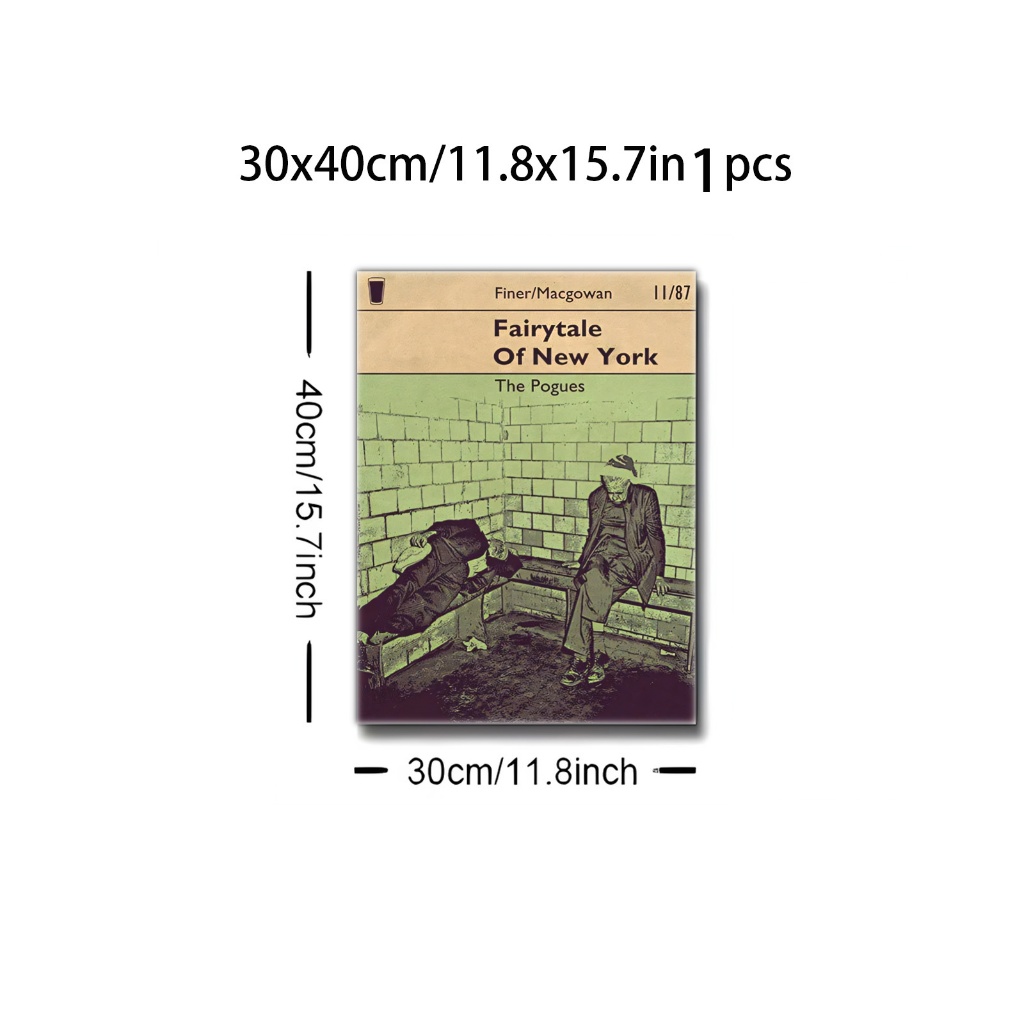 30x40cm/11.8x15.7in 1 pcs
Finer/Macgowan 11/87
Fairytale
Of New York
The Pogues
40cm/15.7inch
30cm/11.8inch